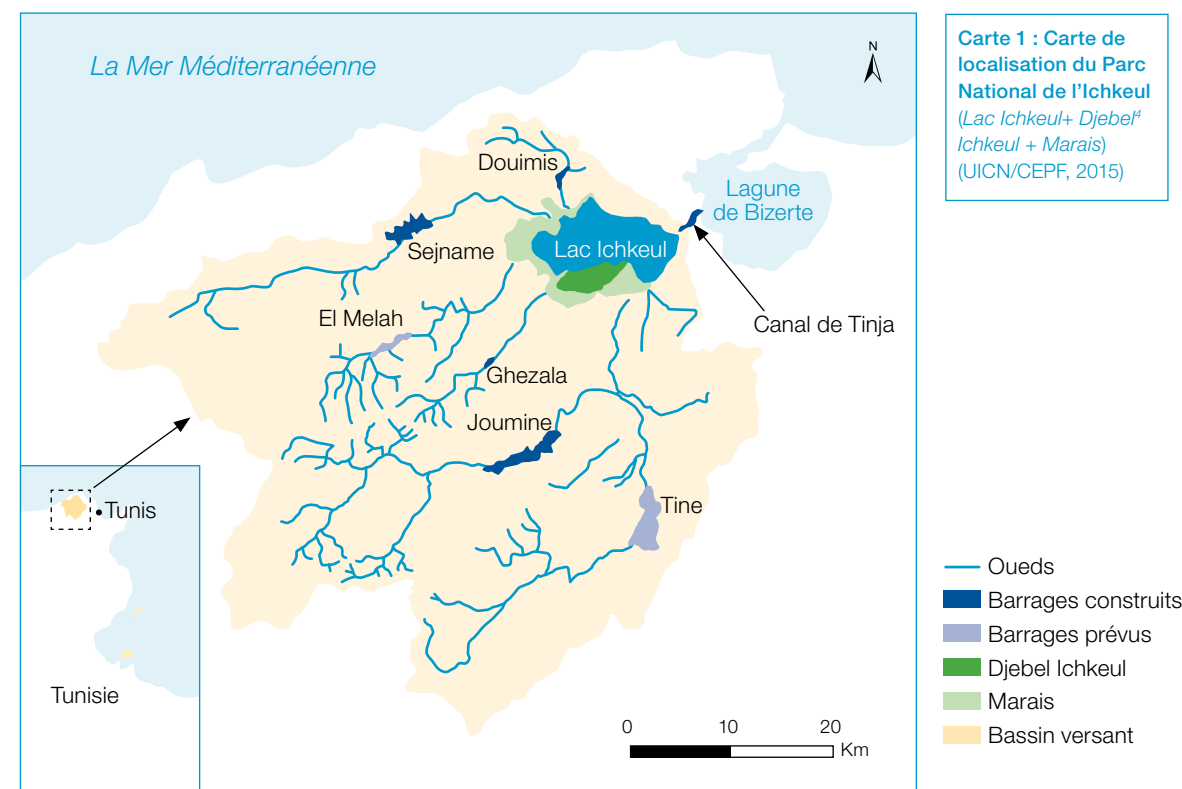 La Mer Méditerranéenne
N
Carte 1 : Carte de
localisation du Parc
National de l’Ichkeul
(Lac Ichkeul+ Djebel⁴
Ichkeul + Marais)
(UICN/CEPF, 2015)
Douimis
Lagune
de Bizerte
Sejname
Lac Ichkeul
El Melah
Canal de Tinja
Ghezala
Joumine
Tine
Tunis
Tunisie
Oueds
Barrages construits
Barrages prévus
Djebel Ichkeul
Marais
Bassin versant
0 10 20
Km